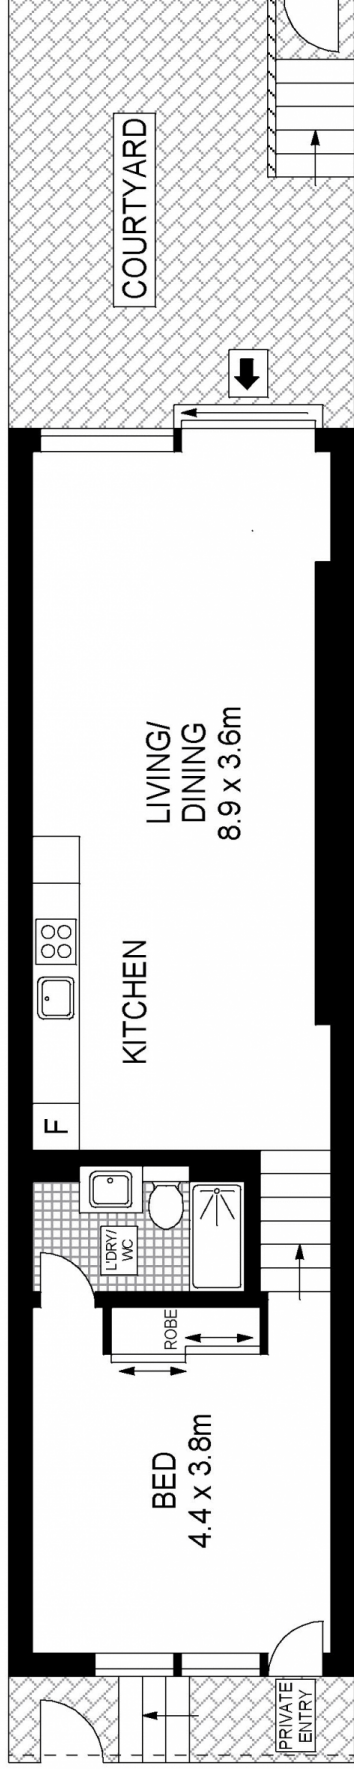 COURTYARD
LIVING/
DINING
8.9 x 3.6m
KITCHEN
F
L'DRY/
WC
ROBE
BED
4.4 x 3.8m
PRIVATE
ENTRY